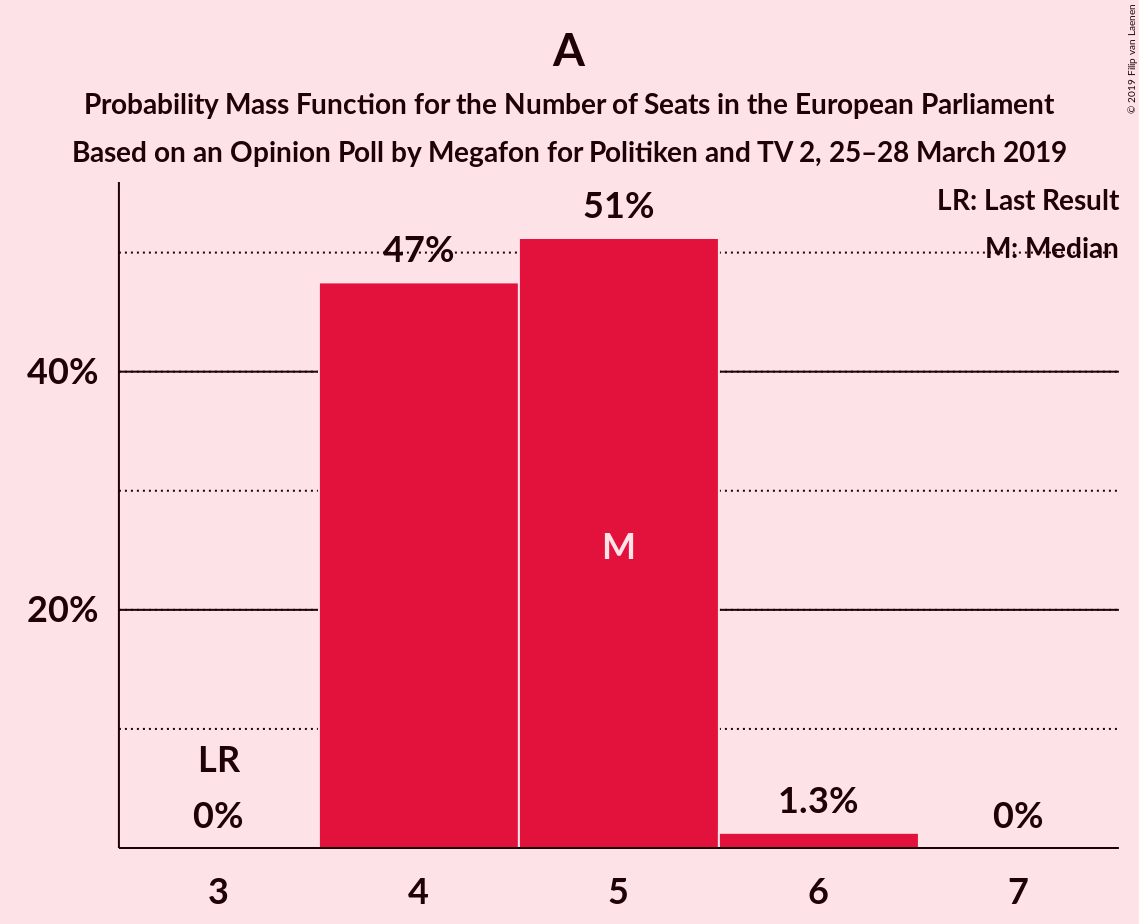 A
Probability Mass Function for the Number of Seats in the European Parliament
Based on an Opinion Poll by Megafon for Politiken and TV 2, 25–28 March 2019
© 2019 Filip van Laenen
LR: Last Result
M: Median
51%
47%
40%
M
20%
LR
0%
1.3%
0%
3 4 5 6 7